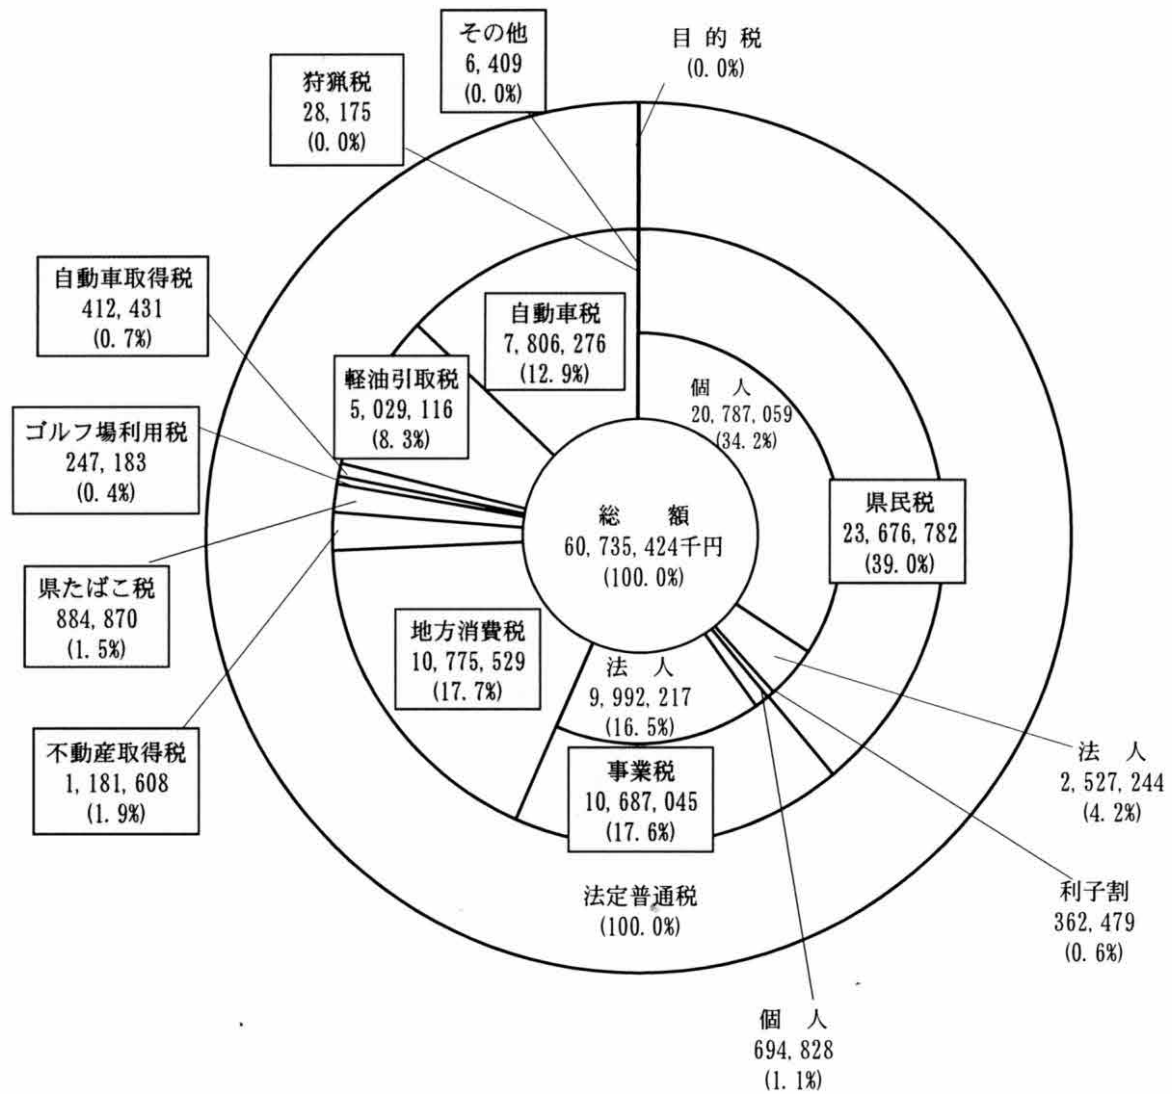 その他
6,409
(0.0%)
目的税
(0.0%)
狩猟税
28,175
(0.0%)
自動車取得税
412,431
(0.7%)
自動車税
7,806,276
(12.9%)
軽油引取税
5,029,116
(8.3%)
個 人
20,787,059
(34.2%)
ゴルフ場利用税
247,183
(0.4%)
県民税
23,676,782
(39.0%)
総 額
60,735,424千円
(100.0%)
県たばこ税
884,870
(1.5%)
地方消費税
10,775,529
(17.7%)
法 人
9,992,217
(16.5%)
不動産取得税
1,181,608
(1.9%)
事業税
10,687,045
(17.6%)
法 人
2,527,244
(4.2%)
法定普通税
(100.0%)
利子割
362,479
(0.6%)
個 人
694,828
(1.1%)